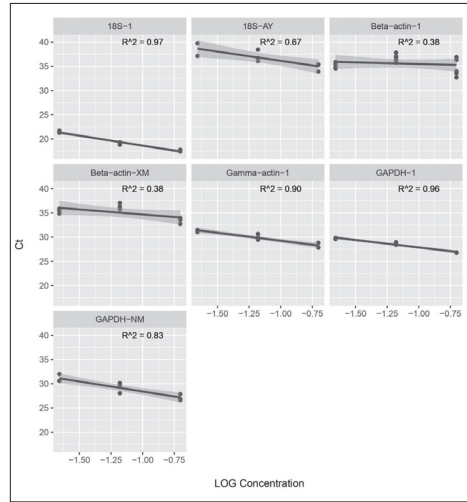 18S−1
18S−AY
Beta−actin−1
R^2 = 0.97
R^2 = 0.67
R^2 = 0.38
40
35
30
25
20
Beta−actin−XM
Gamma−actin−1
GAPDH−1
R^2 = 0.38
R^2 = 0.90
R^2 = 0.96
40
35
30
25
20
Ct
GAPDH−NM
−1.50 −1.25 −1.00 −0.75
−1.50 −1.25 −1.00 −0.75
R^2 = 0.83
40
35
30
25
20
−1.50 −1.25 −1.00 −0.75
LOG Concentration